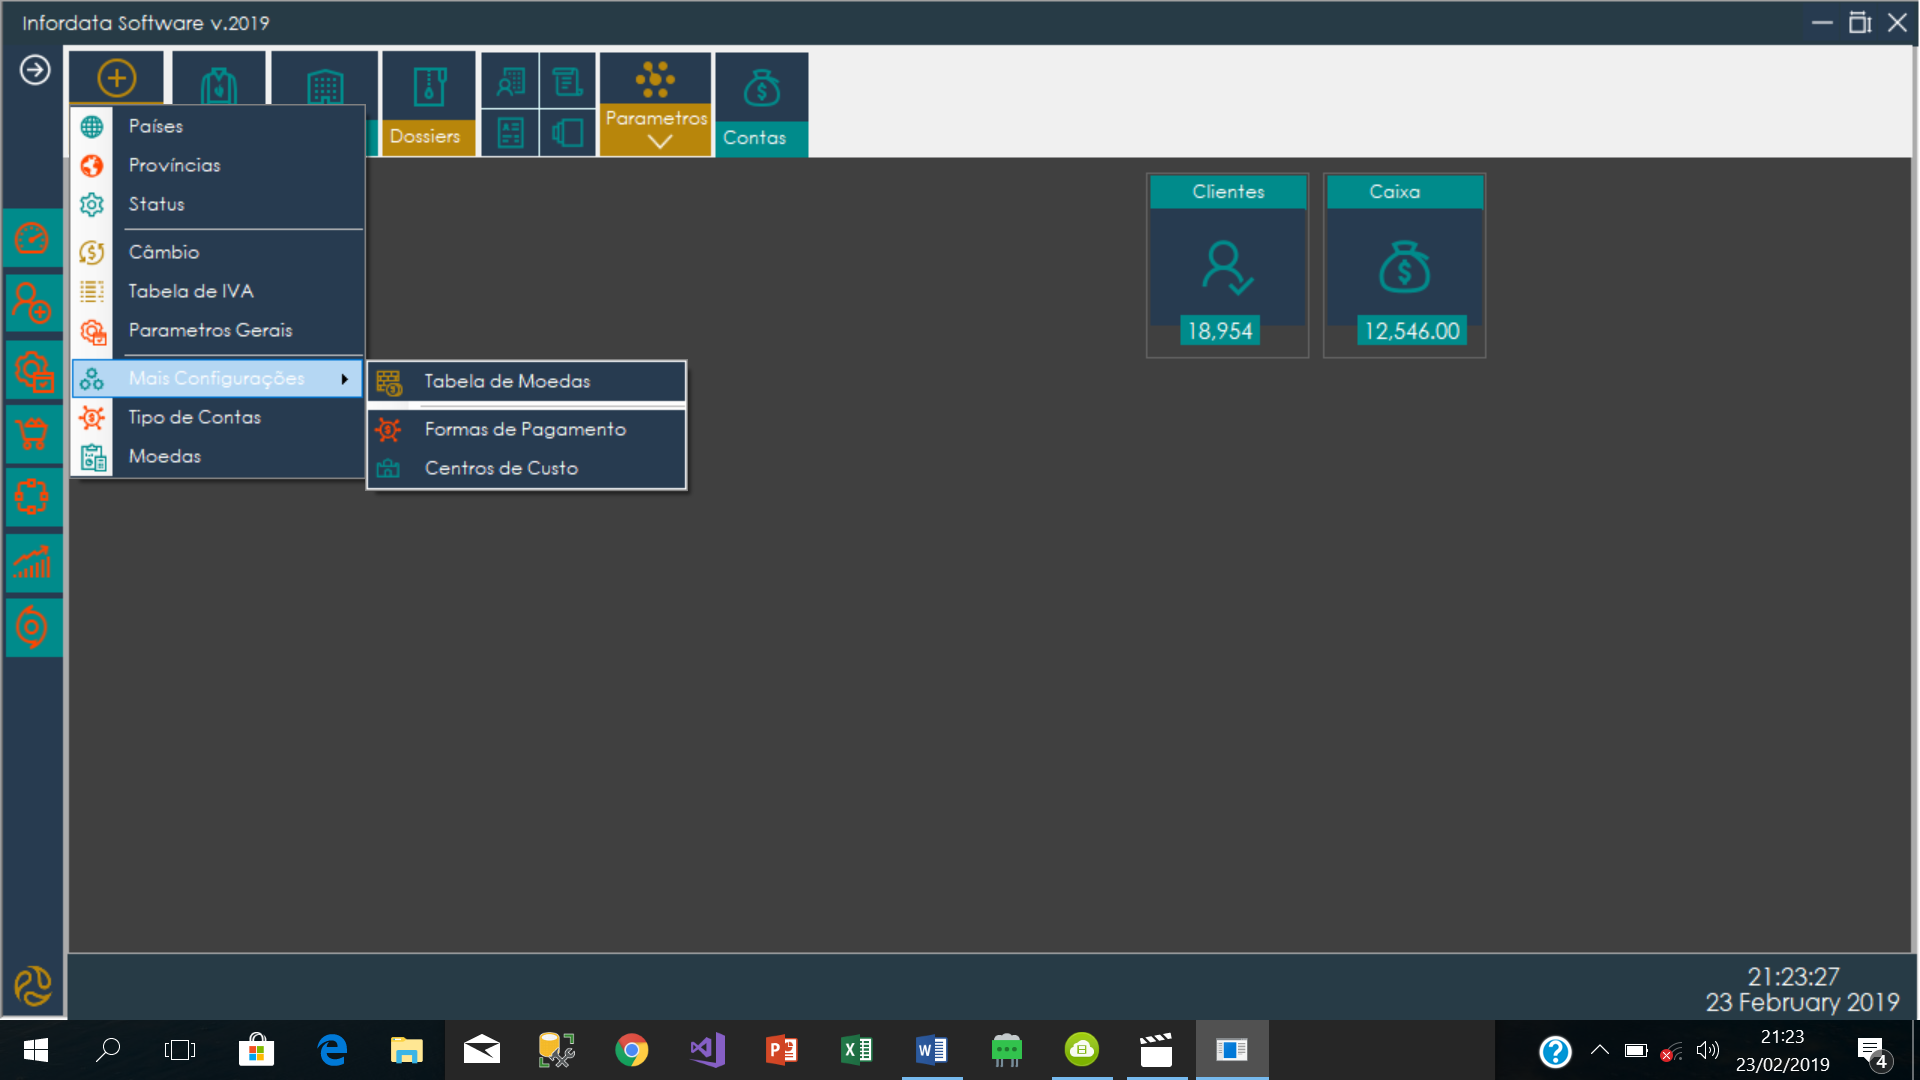 Infordata Software v.2019
Dossiers
Parametros
Contas
Países
Províncias
Status
Câmbio
Tabela de IVA
Parametros Gerais
Mais Configurações
Tipo de Contas
Moedas
Tabela de Moedas
Formas de Pagamento
Centros de Custo
Clientes
18,954
Caixa
12,546.00
21:23:27
23 February 2019
21:23
23/02/2019
4